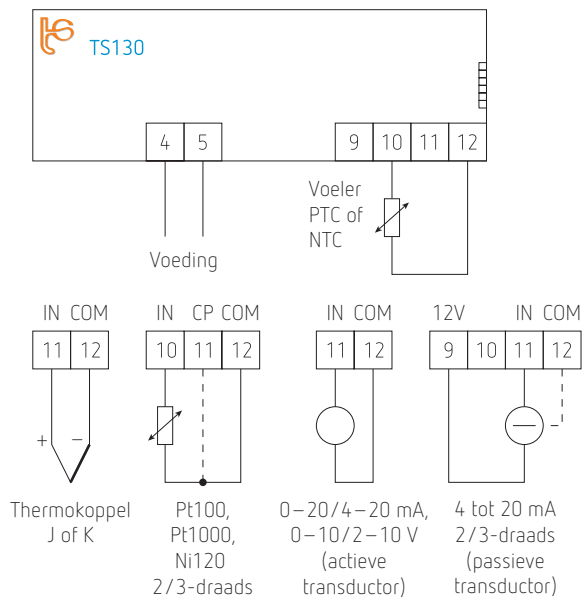 ts TS130
4 5 9 10 11 12
Voeler
PTC of
NTC
Voeding
IN COM IN CP COM IN COM 12V IN COM
11 12 10 11 12 11 12 9 10 11 12
+ −
Thermokoppel
J of K
Pt100,
Pt1000,
Ni120
2/3-draads
0–20/4–20 mA,
0–10/2–10 V
(actieve
transductor)
4 tot 20 mA
2/3-draads
(passieve
transductor)